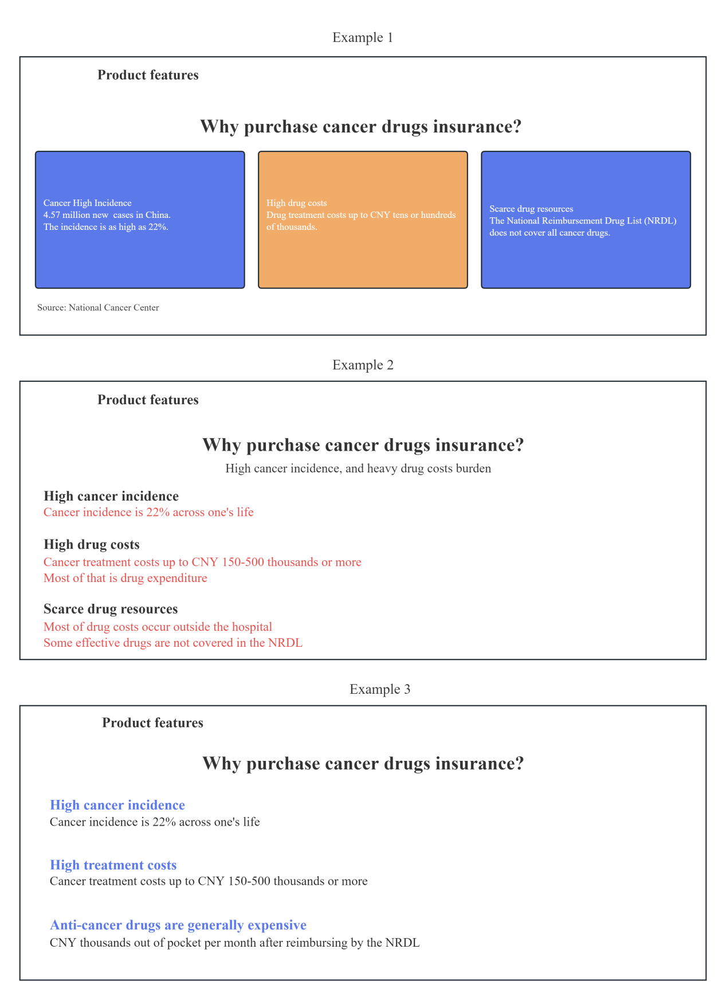 Example 1
Product features
Why purchase cancer drugs insurance?
Cancer High Incidence
4.57 million new  cases in China.
The incidence is as high as 22%.
High drug costs
Drug treatment costs up to CNY tens or hundreds
of thousands.
Scarce drug resources
The National Reimbursement Drug List (NRDL)
does not cover all cancer drugs.
Source: National Cancer Center
Example 2
Product features
Why purchase cancer drugs insurance?
High cancer incidence, and heavy drug costs burden
High cancer incidence
Cancer incidence is 22% across one's life
High drug costs
Cancer treatment costs up to CNY 150-500 thousands or more
Most of that is drug expenditure
Scarce drug resources
Most of drug costs occur outside the hospital
Some effective drugs are not covered in the NRDL
Example 3
Product features
Why purchase cancer drugs insurance?
High cancer incidence
Cancer incidence is 22% across one's life
High treatment costs
Cancer treatment costs up to CNY 150-500 thousands or more
Anti-cancer drugs are generally expensive
CNY thousands out of pocket per month after reimbursing by the NRDL